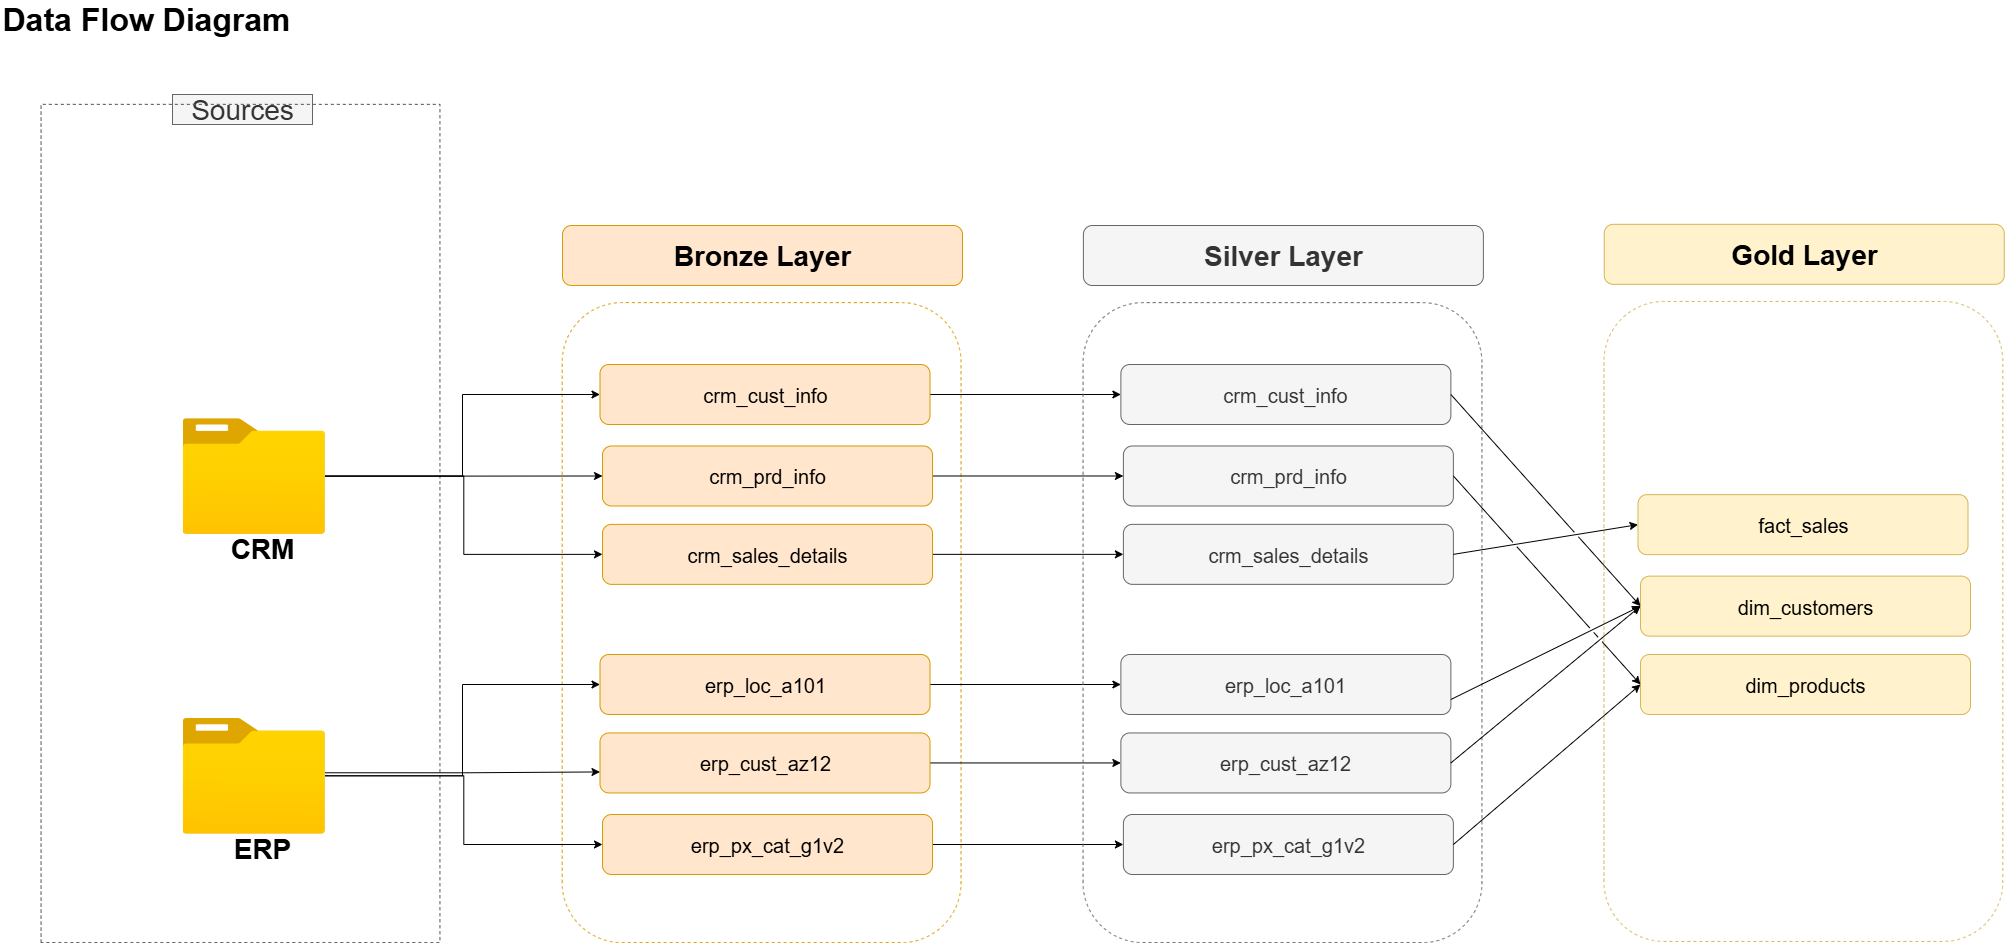 Data Flow Diagram
Sources
Bronze Layer
Silver Layer
Gold Layer
crm_cust_info
crm_cust_info
crm_prd_info
crm_prd_info
fact_sales
CRM
crm_sales_details
crm_sales_details
dim_customers
erp_loc_a101
erp_loc_a101
dim_products
erp_cust_az12
erp_cust_az12
ERP
erp_px_cat_g1v2
erp_px_cat_g1v2